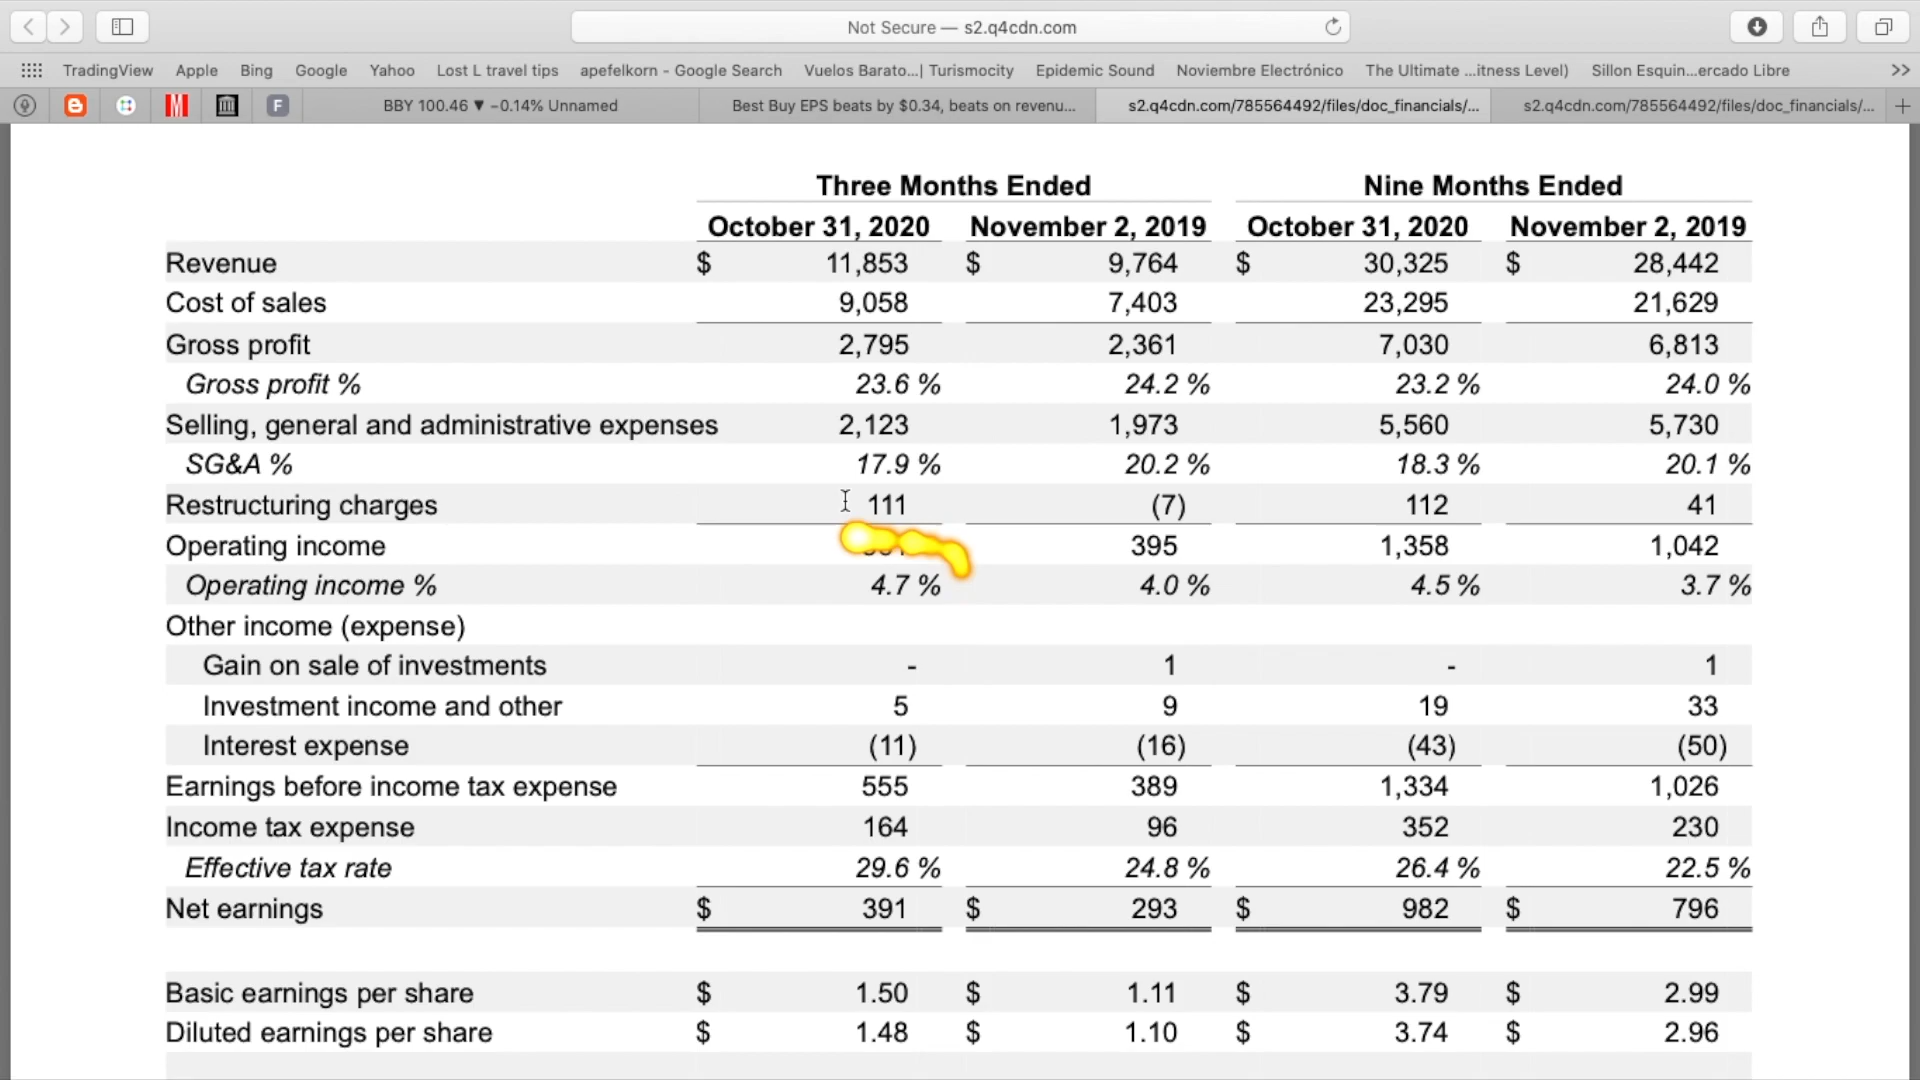 Not Secure — s2.q4cdn.com
TradingView Apple Bing Google Yahoo Lost L travel tips apefelkorn - Google Search Vuelos Barato...| Turismocity Epidemic Sound Noviembre Electrónico The Ultimate ...itness Level) Sillon Esquin...ercado Libre >>
M F BBY 100.46 ▼ −0.14% Unnamed Best Buy EPS beats by $0.34, beats on revenu... s2.q4cdn.com/785564492/files/doc_financials/... s2.q4cdn.com/785564492/files/doc_financials/... +
Three Months Ended Nine Months Ended
October 31, 2020 November 2, 2019 October 31, 2020 November 2, 2019
Revenue $ 11,853 $ 9,764 $ 30,325 $ 28,442
Cost of sales 9,058 7,403 23,295 21,629
Gross profit 2,795 2,361 7,030 6,813
Gross profit % 23.6 % 24.2 % 23.2 % 24.0 %
Selling, general and administrative expenses 2,123 1,973 5,560 5,730
SG&A % 17.9 % 20.2 % 18.3 % 20.1 %
Restructuring charges 111 (7) 112 41
Operating income 395 1,358 1,042
Operating income % 4.7 % 4.0 % 4.5 % 3.7 %
Other income (expense)
Gain on sale of investments - 1 - 1
Investment income and other 5 9 19 33
Interest expense (11) (16) (43) (50)
Earnings before income tax expense 555 389 1,334 1,026
Income tax expense 164 96 352 230
Effective tax rate 29.6 % 24.8 % 26.4 % 22.5 %
Net earnings $ 391 $ 293 $ 982 $ 796
Basic earnings per share $ 1.50 $ 1.11 $ 3.79 $ 2.99
Diluted earnings per share $ 1.48 $ 1.10 $ 3.74 $ 2.96